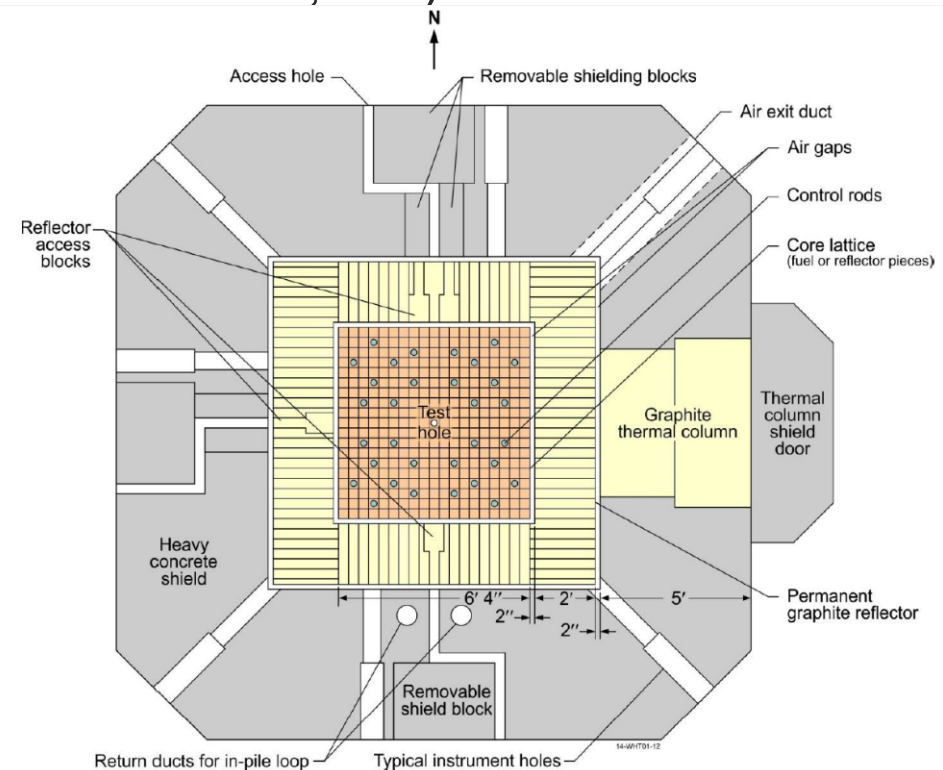 N
Access hole
Removable shielding blocks
Air exit duct
Air gaps
Control rods
Reflector
access
blocks
Core lattice
(fuel or reflector pieces)
Test
hole
Graphite
thermal column
Thermal
column
shield
door
Heavy
concrete
shield
6′ 4″
2′
5′
2″
2″
Permanent
graphite reflector
Removable
shield block
14-WHT01-12
Return ducts for in-pile loop
Typical instrument holes